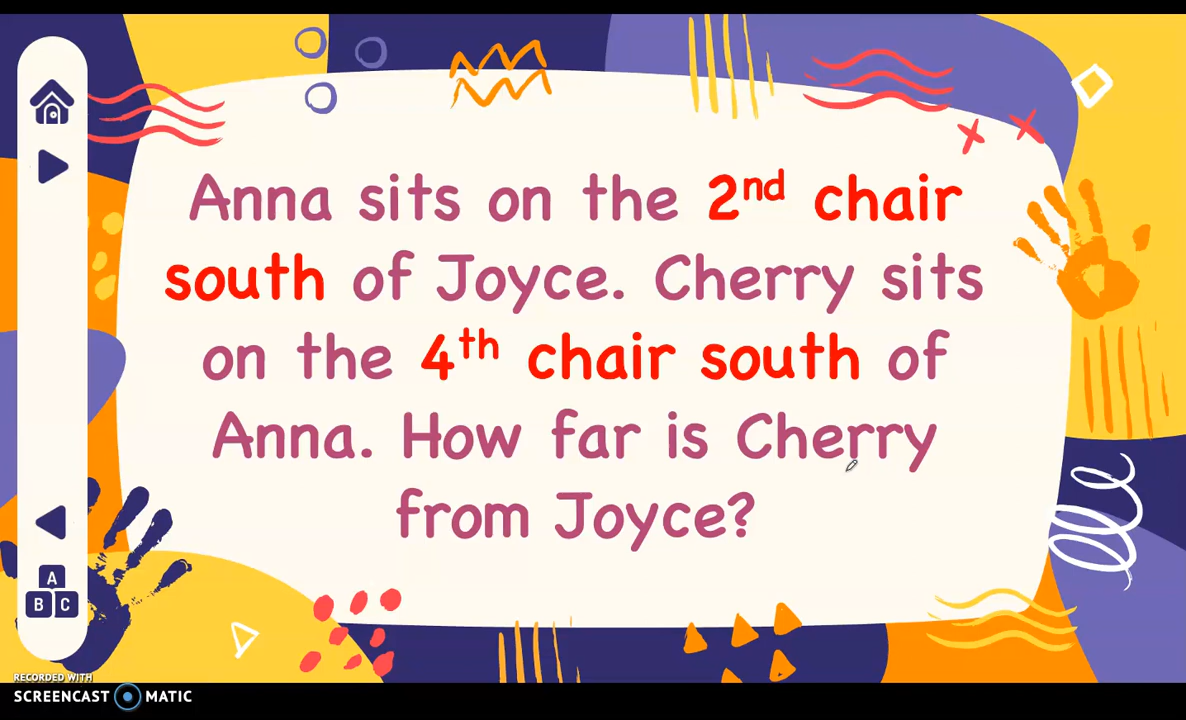 Anna sits on the 2nd chair
south of Joyce. Cherry sits
on the 4th chair south of
Anna. How far is Cherry
from Joyce?
A
B C
RECORDED WITH
SCREENCAST MATIC